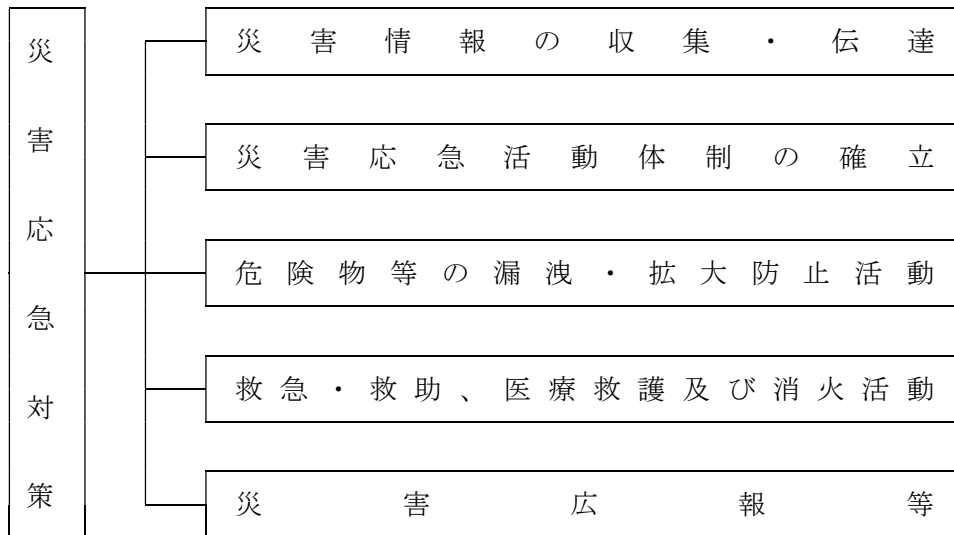 災害応急対策
災害情報の収集・伝達
災害応急活動体制の確立
危険物等の漏洩・拡大防止活動
救急・救助、医療救護及び消火活動
災害広報等